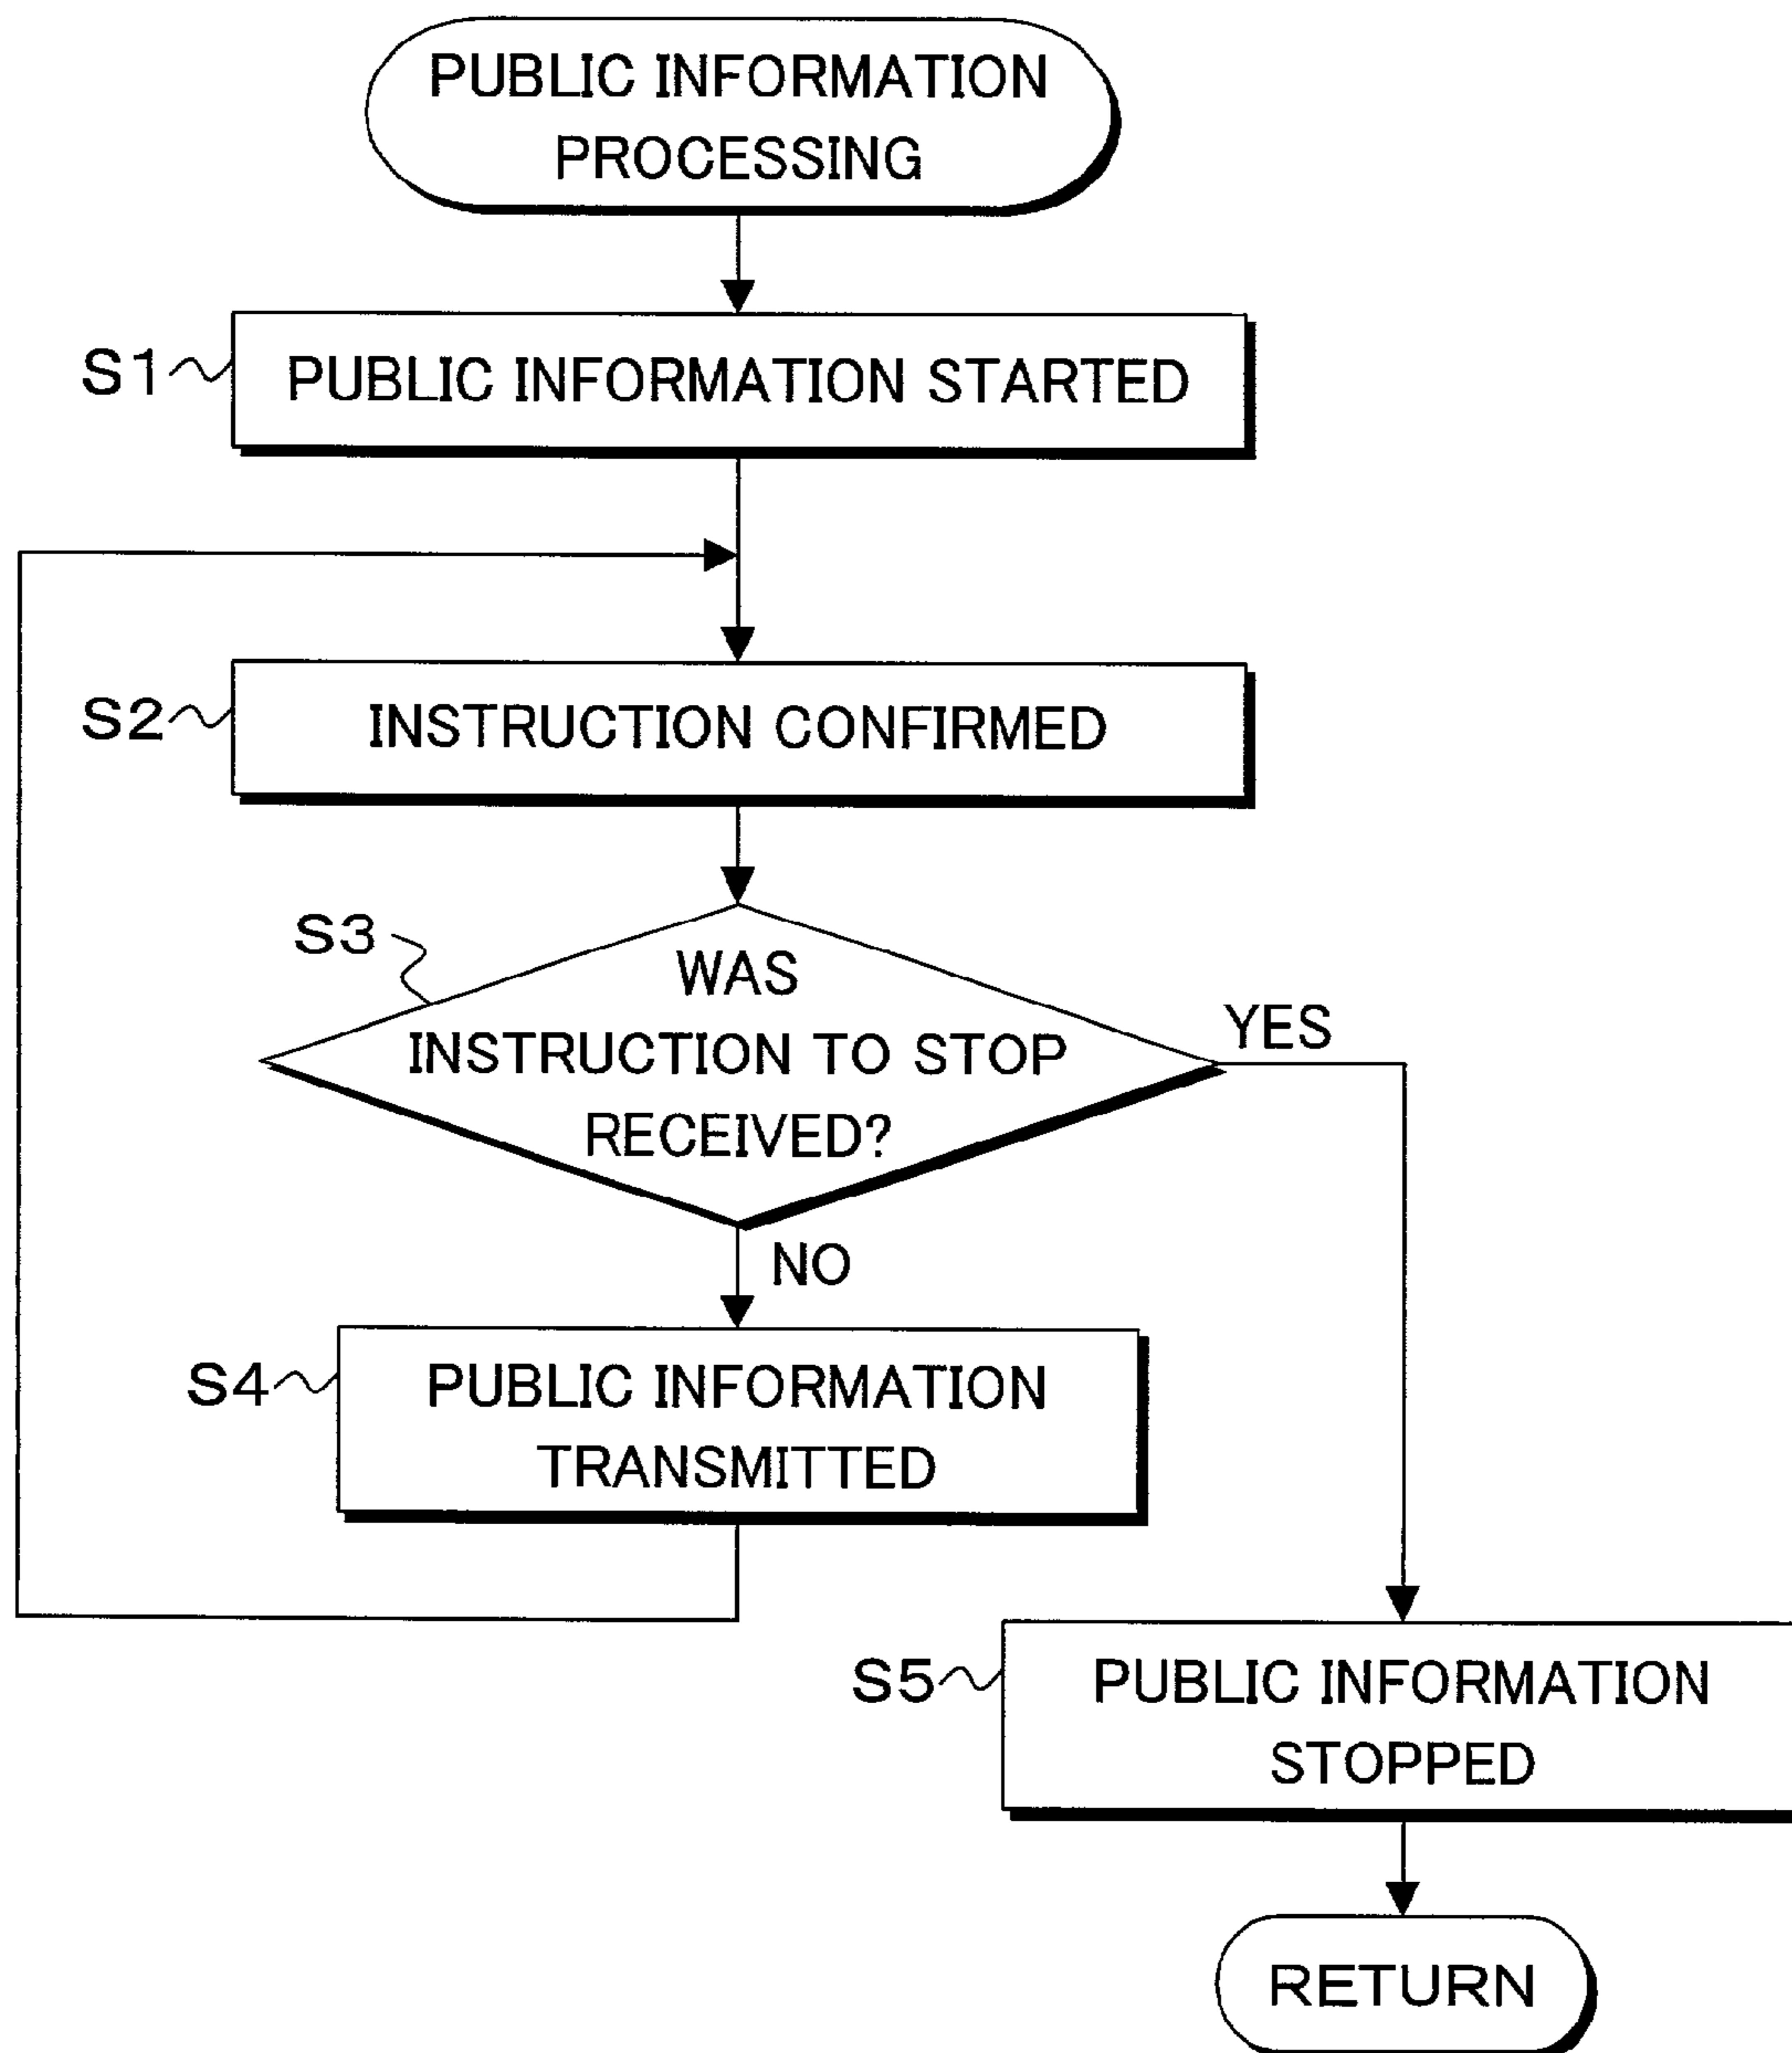 PUBLIC INFORMATION
PROCESSING
S1
PUBLIC INFORMATION STARTED
S2
INSTRUCTION CONFIRMED
S3
WAS
INSTRUCTION TO STOP
RECEIVED?
YES
NO
S4
PUBLIC INFORMATION
TRANSMITTED
S5
PUBLIC INFORMATION
STOPPED
RETURN